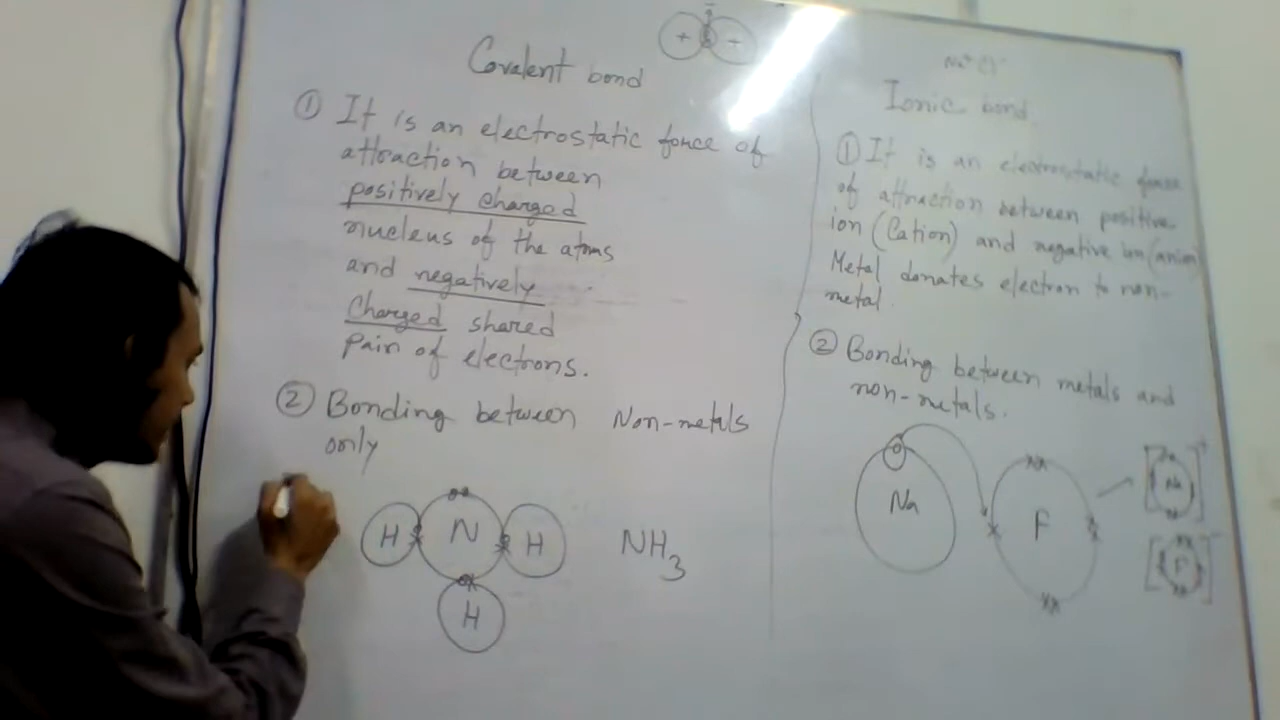 Covalent bond
① It is an electrostatic force of
attraction between
positively charged
nucleus of the atoms
and negatively
Charged shared
pair of electrons.
② Bonding between Non-metals
only
H N H
H
NH3
Na+ Cl-
Ionic bond
① It is an electrostatic force
of attraction between positive
ion (Cation) and negative ion (anion)
Metal donates electron to non-
metal.
② Bonding between metals and
non-metals.
Na F
[Na]+
[F]-